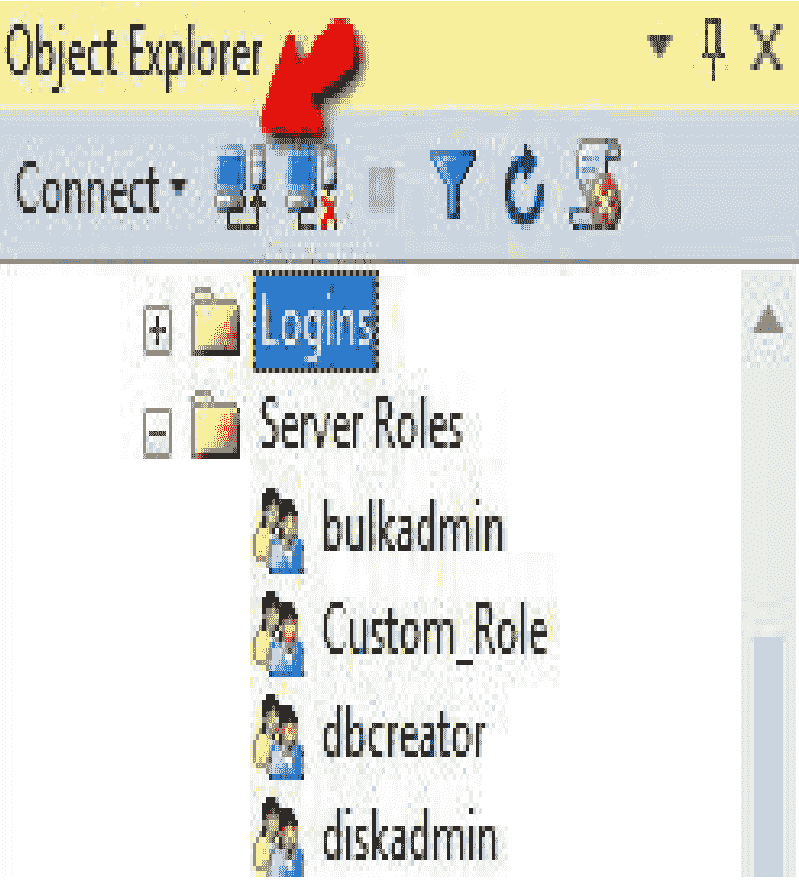 Object Explorer
Connect
Logins
Server Roles
bulkadmin
Custom_Role
dbcreator
diskadmin